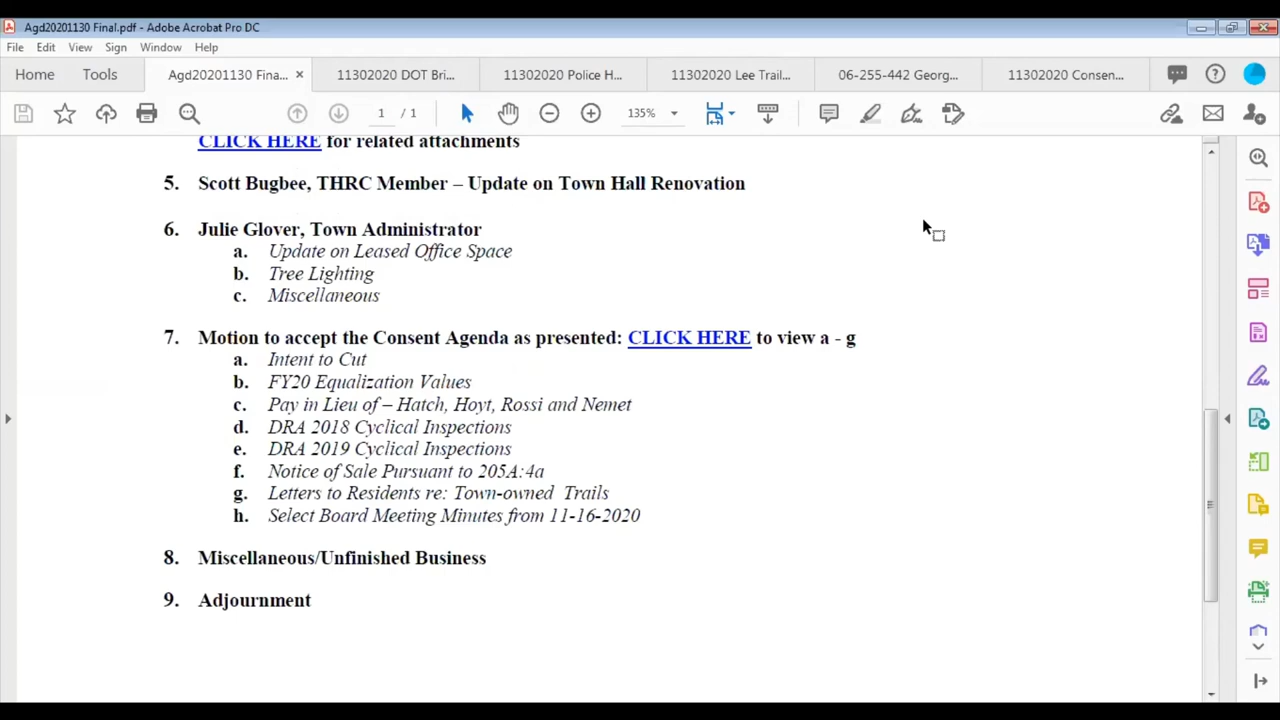 Agd20201130 Final.pdf - Adobe Acrobat Pro DC
File Edit View Sign Window Help
Home Tools Agd20201130 Fina... × 11302020 DOT Bri... 11302020 Police H... 11302020 Lee Trail... 06-255-442 Georg... 11302020 Consen...
1 / 1 135%
CLICK HERE for related attachments
5. Scott Bugbee, THRC Member – Update on Town Hall Renovation
6. Julie Glover, Town Administrator
a. Update on Leased Office Space
b. Tree Lighting
c. Miscellaneous
7. Motion to accept the Consent Agenda as presented: CLICK HERE to view a - g
a. Intent to Cut
b. FY20 Equalization Values
c. Pay in Lieu of – Hatch, Hoyt, Rossi and Nemet
d. DRA 2018 Cyclical Inspections
e. DRA 2019 Cyclical Inspections
f. Notice of Sale Pursuant to 205A:4a
g. Letters to Residents re: Town-owned Trails
h. Select Board Meeting Minutes from 11-16-2020
8. Miscellaneous/Unfinished Business
9. Adjournment